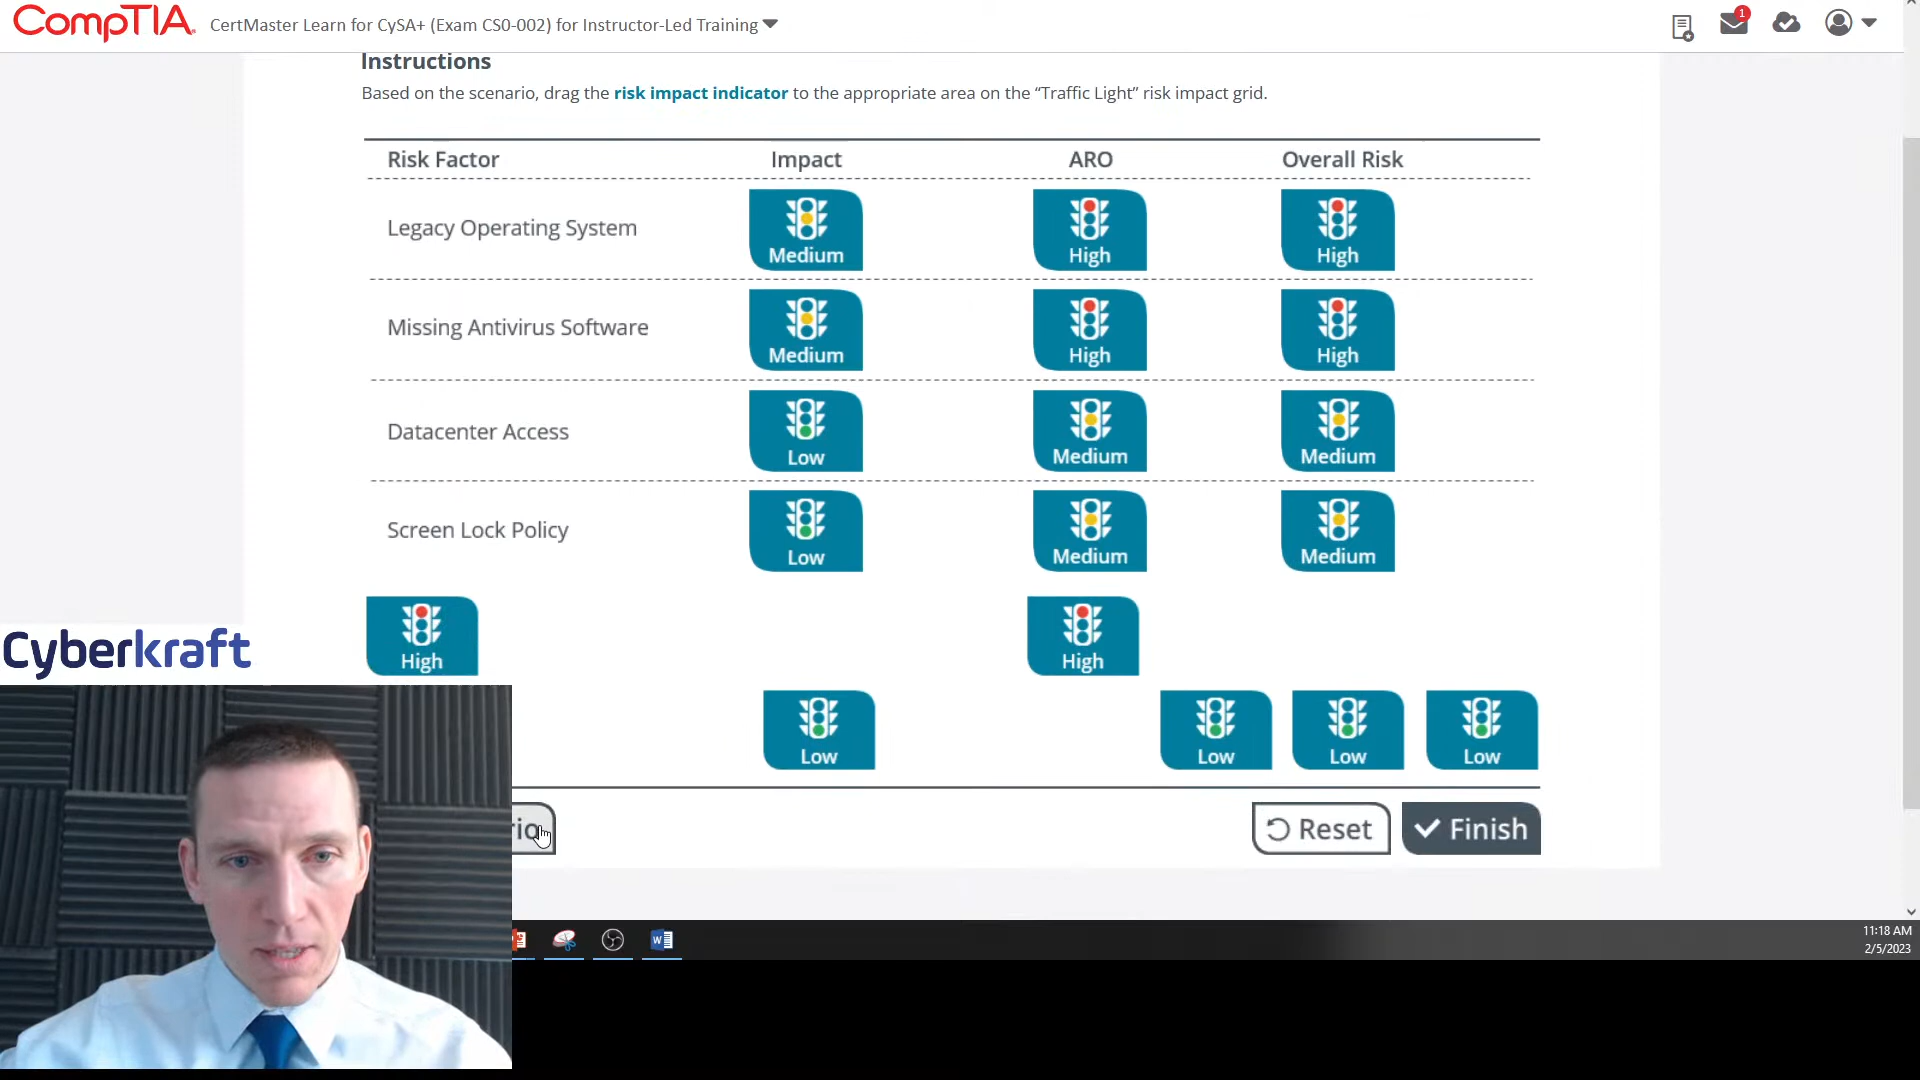 CompTIA.
CertMaster Learn for CySA+ (Exam CS0-002) for Instructor-Led Training
1
Instructions
Based on the scenario, drag the risk impact indicator to the appropriate area on the “Traffic Light” risk impact grid.
Risk Factor Impact ARO Overall Risk
Legacy Operating System Medium High High
Missing Antivirus Software Medium High High
Datacenter Access Low Medium Medium
Screen Lock Policy Low Medium Medium
High High
Cyberkraft
Low Low Low Low
Reset Finish
11:18 AM
2/5/2023